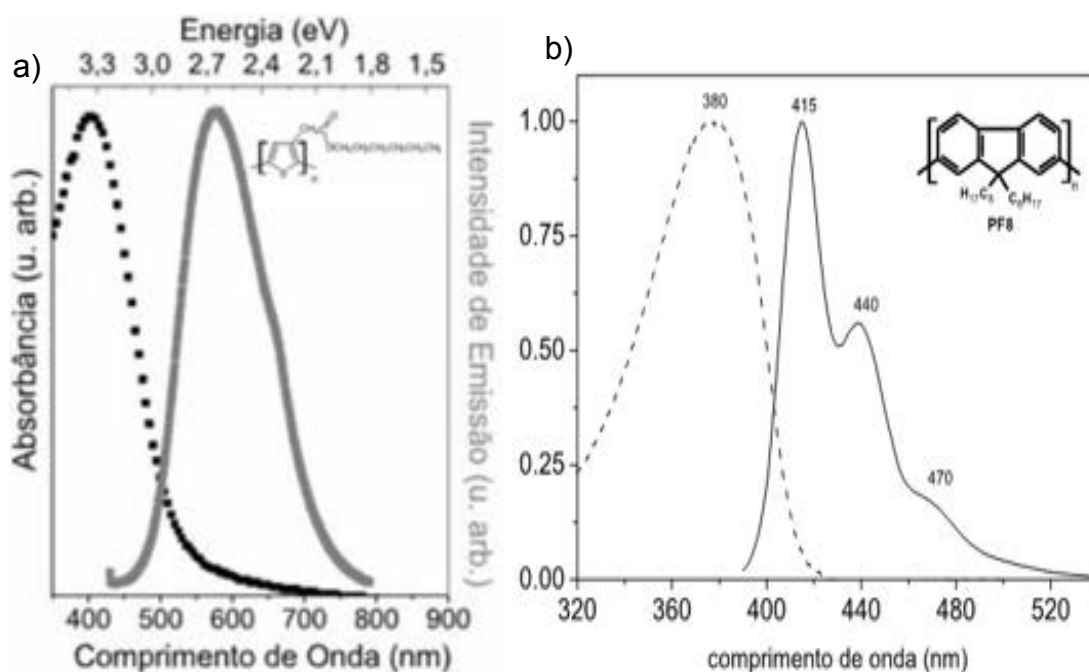 a)
Energia (eV)
3,3 3,0 2,7 2,4 2,1 1,8 1,5
Absorbância (u. arb.)
Intensidade de Emissão (u. arb.)
n
400 500 600 700 800 900
Comprimento de Onda (nm)
b)
380
415
440
470
1.00
0.75
0.50
0.25
0.00
n
H₁₇C₈ C₈H₁₇
PF8
320 360 400 440 480 520
comprimento de onda (nm)